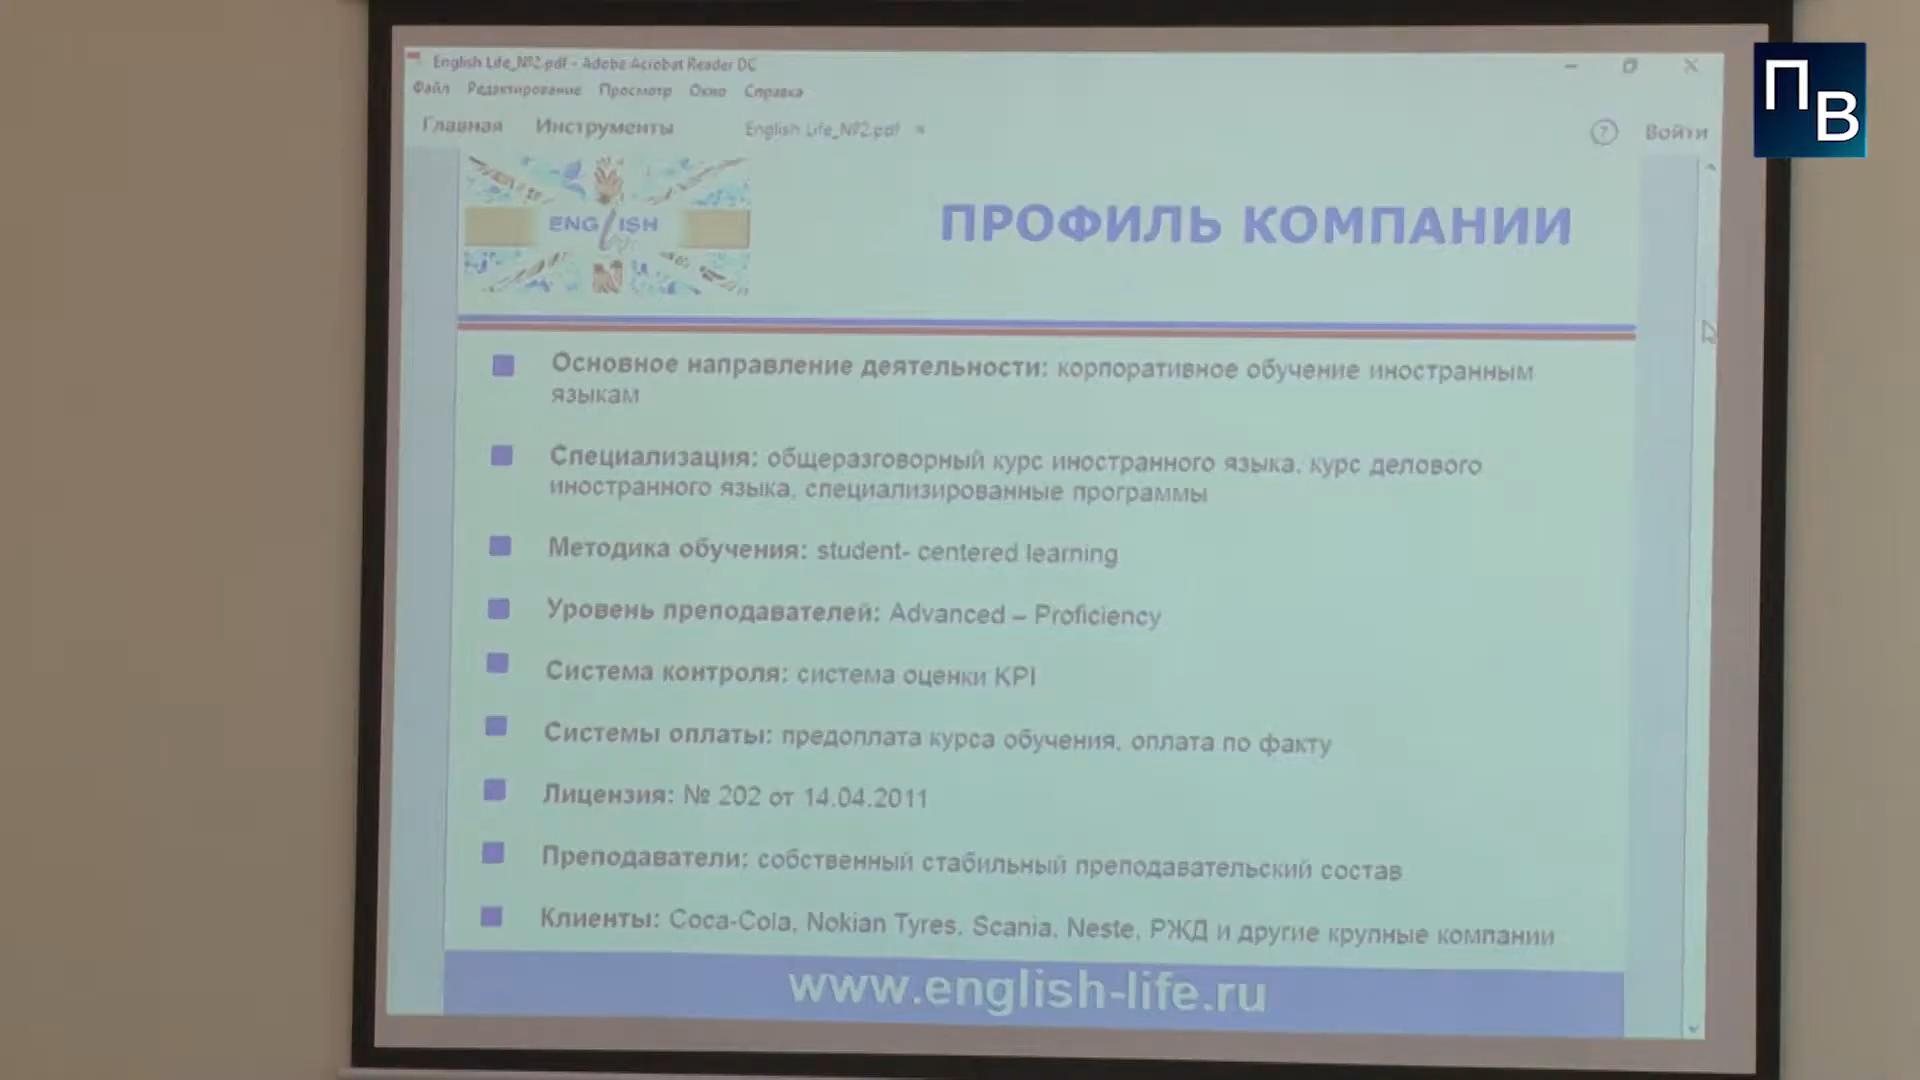 English Life_№2.pdf - Adobe Acrobat Reader DC
Файл Редактирование Просмотр Окно Справка
Главная Инструменты English Life_№2.pdf × ? Войти
ПВ
ENGLISH
life
ПРОФИЛЬ КОМПАНИИ
Основное направление деятельности: корпоративное обучение иностранным
языкам
Специализация: общеразговорный курс иностранного языка, курс делового
иностранного языка, специализированные программы
Методика обучения: student- centered learning
Уровень преподавателей: Advanced – Proficiency
Система контроля: система оценки KPI
Системы оплаты: предоплата курса обучения, оплата по факту
Лицензия: № 202 от 14.04.2011
Преподаватели: собственный стабильный преподавательский состав
Клиенты: Coca-Cola, Nokian Tyres, Scania, Neste, РЖД и другие крупные компании
www.english-life.ru